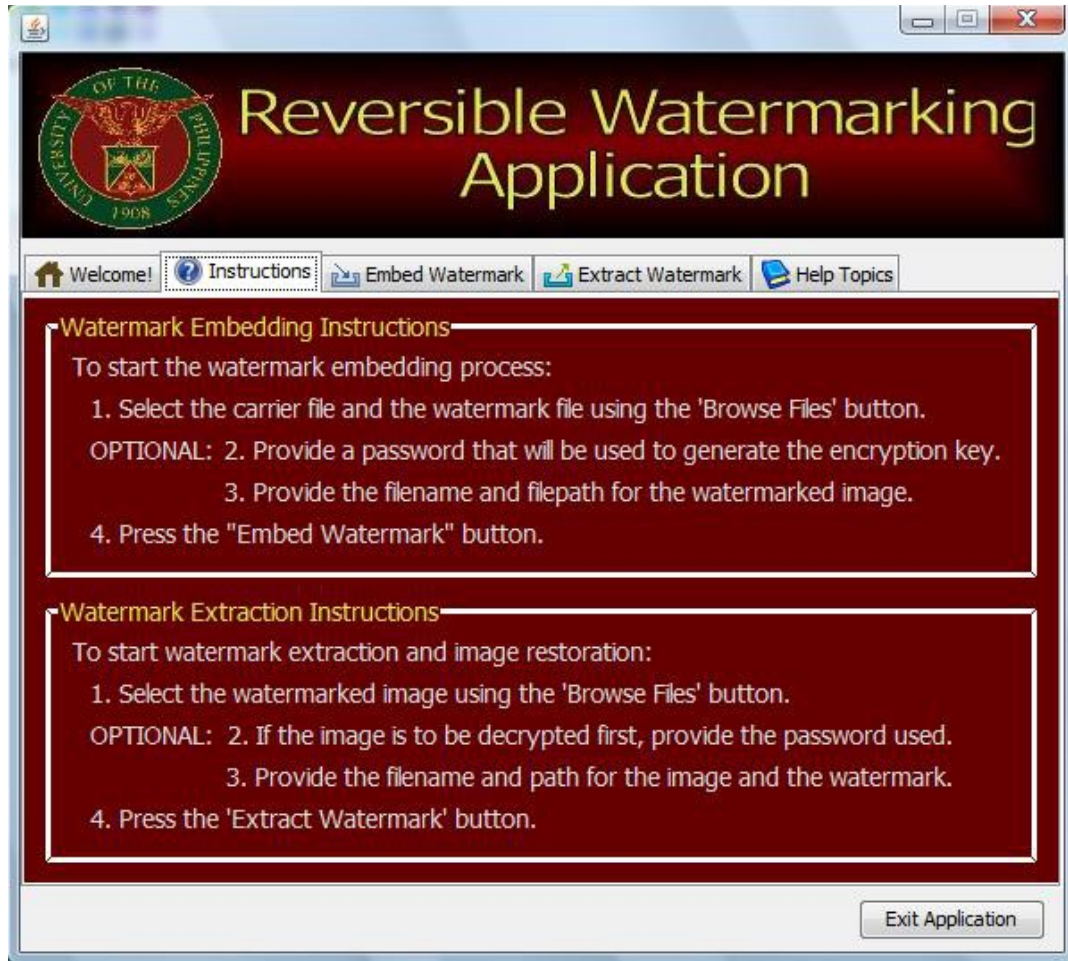 OF THE
UNIVERSITY
PHILIPPINES
1908
Reversible Watermarking
Application
Welcome! Instructions Embed Watermark Extract Watermark Help Topics
Watermark Embedding Instructions
To start the watermark embedding process:
1. Select the carrier file and the watermark file using the 'Browse Files' button.
OPTIONAL: 2. Provide a password that will be used to generate the encryption key.
3. Provide the filename and filepath for the watermarked image.
4. Press the "Embed Watermark" button.
Watermark Extraction Instructions
To start watermark extraction and image restoration:
1. Select the watermarked image using the 'Browse Files' button.
OPTIONAL: 2. If the image is to be decrypted first, provide the password used.
3. Provide the filename and path for the image and the watermark.
4. Press the 'Extract Watermark' button.
Exit Application